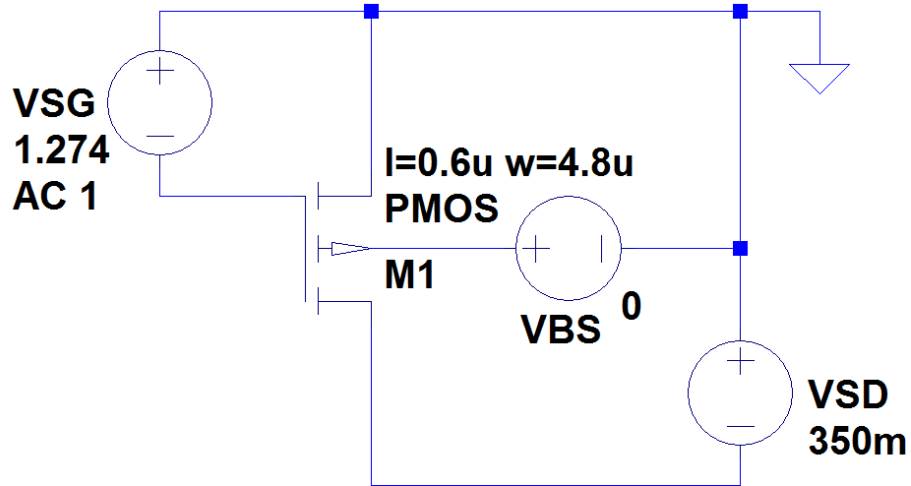 VSG
1.274
AC 1
l=0.6u w=4.8u
PMOS
M1
VBS
0
VSD
350m